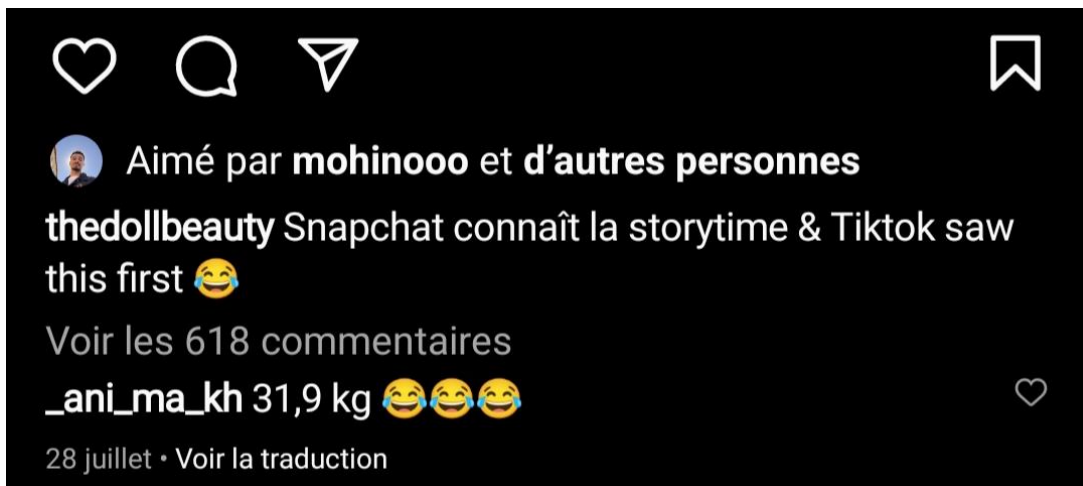 Aimé par mohinooo et d’autres personnes
thedollbeauty Snapchat connaît la storytime & Tiktok saw
this first 😂
Voir les 618 commentaires
_ani_ma_kh 31,9 kg 😂😂😂
28 juillet • Voir la traduction